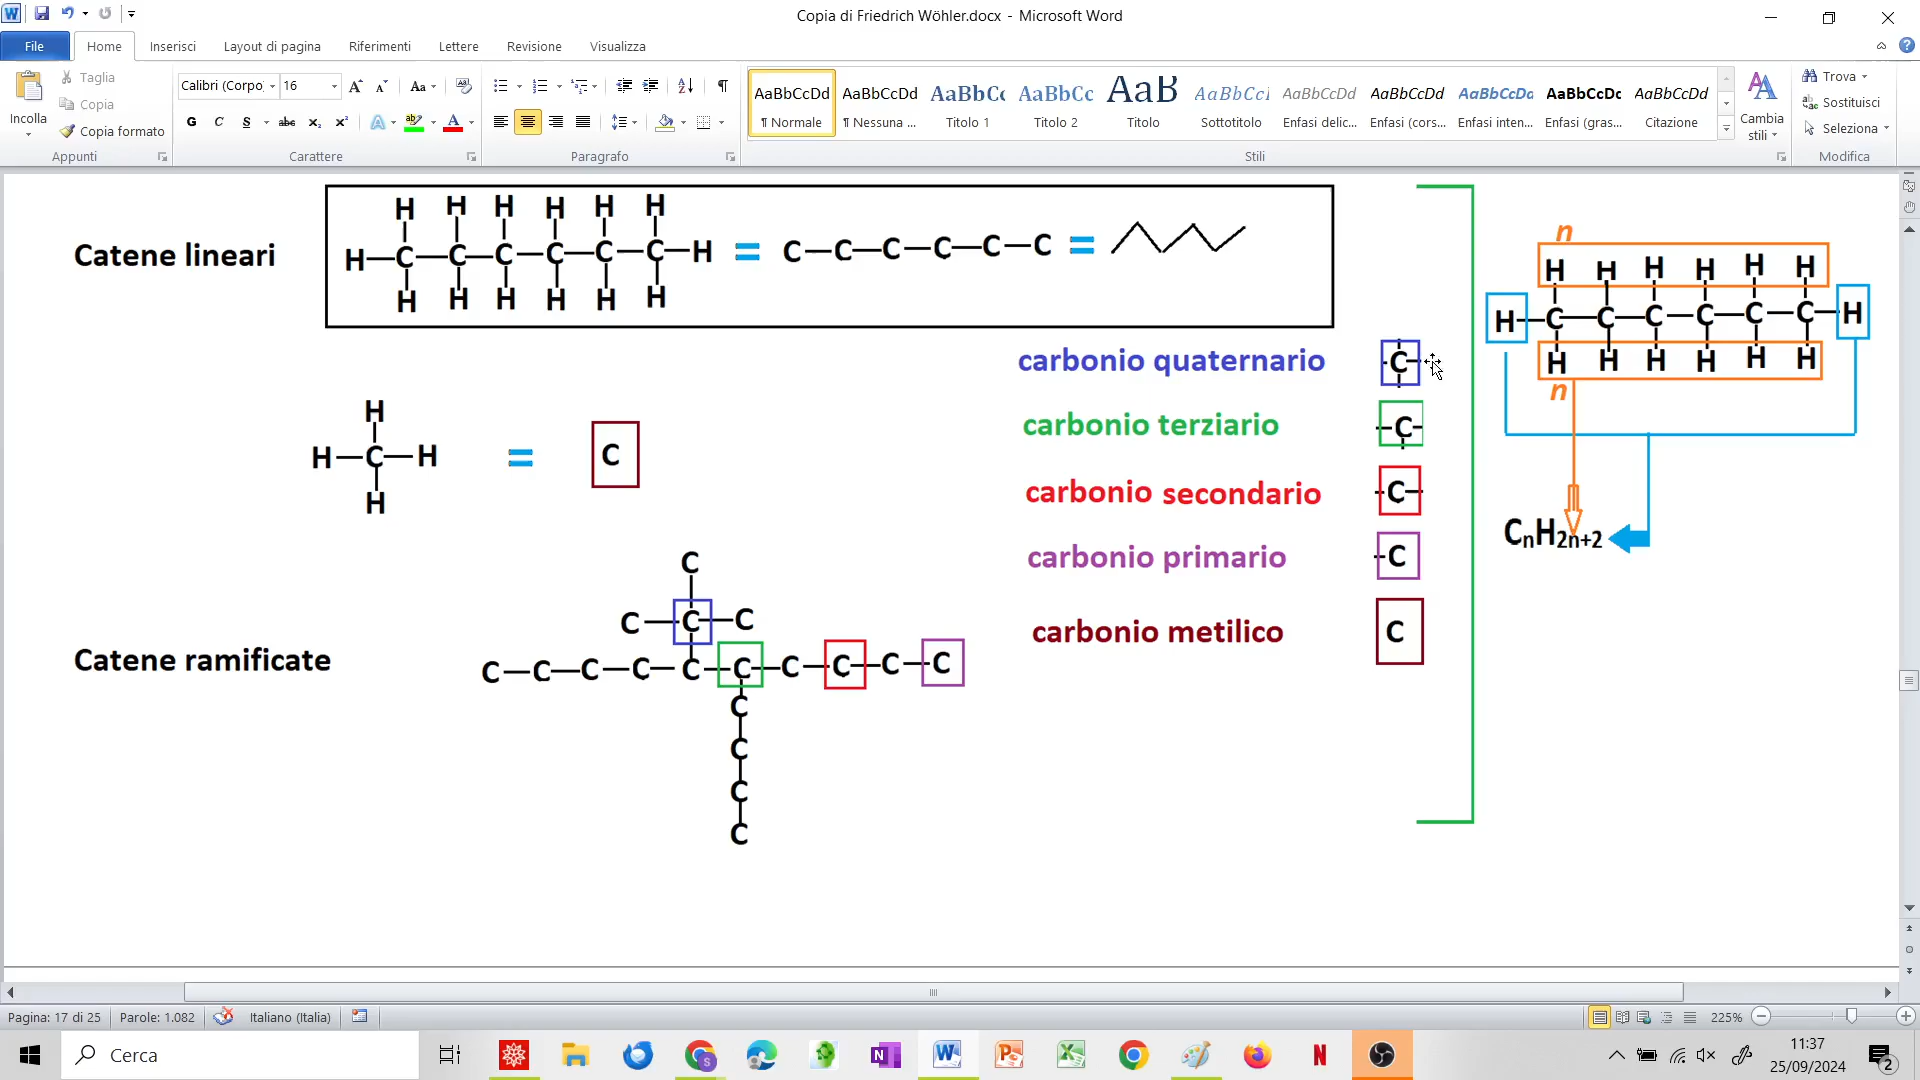 Copia di Friedrich Wöhler.docx - Microsoft Word
File Home Inserisci Layout di pagina Riferimenti Lettere Revisione Visualizza
Incolla
Taglia
Copia
Copia formato
Appunti
Calibri (Corpo) 16
G C S abc x₂ x²
Carattere
Paragrafo
AaBbCcDd AaBbCcDd AaBbCc AaBbCc AaB AaBbCcI AaBbCcDd AaBbCcDd AaBbCcDd AaBbCcDc AaBbCcDd
¶ Normale ¶ Nessuna ... Titolo 1 Titolo 2 Titolo Sottotitolo Enfasi delic... Enfasi (cors... Enfasi inten... Enfasi (gras... Citazione
Stili
Cambia
stili
Trova
Sostituisci
Seleziona
Modifica
Catene lineari
H H H H H H
H—C—C—C—C—C—C—H = C—C—C—C—C—C =
H H H H H H
n
H H H H H H
H—C—C—C—C—C—C—H
H H H H H H
n
CnH2n+2
carbonio quaternario -C-
carbonio terziario -C-
carbonio secondario -C-
carbonio primario -C
carbonio metilico C
H
H—C—H = C
H
Catene ramificate
C
C—C—C
C—C—C—C—C—C—C—C—C—C
C
C
C
C
Pagina: 17 di 25 Parole: 1.082 Italiano (Italia) 225%
Cerca
11:37
25/09/2024
2